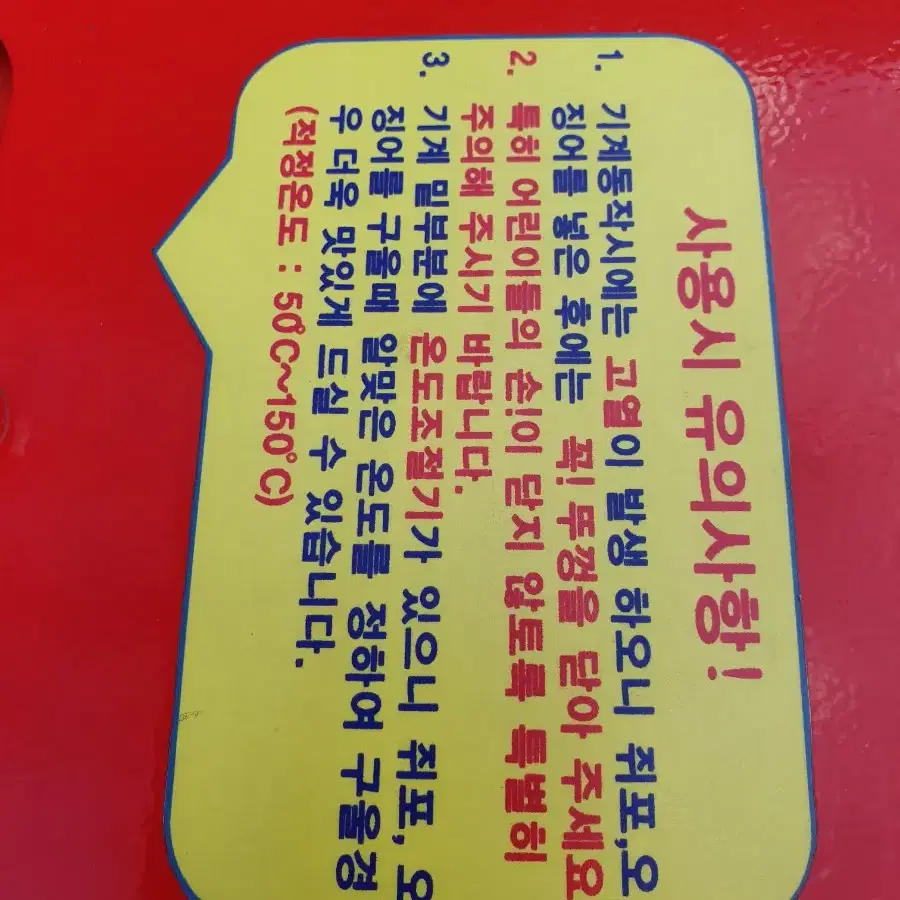 사용시 유의사항!
1. 기계동작시에는 고열이 발생 하오니 쥐포,오
징어를 넣은 후에는 꼭! 뚜껑을 닫아 주세요
2. 특히 어린이들의 손!이 닫지 않토록 특별히
주의해 주시기 바랍니다.
3. 기계 밑부분에 온도조절기가 있으니 쥐포, 오
징어를 구울때 알맞은 온도를 정하여 구울경
우 더욱 맛있게 드실 수 있습니다.
(적정온도 : 50℃~150℃)